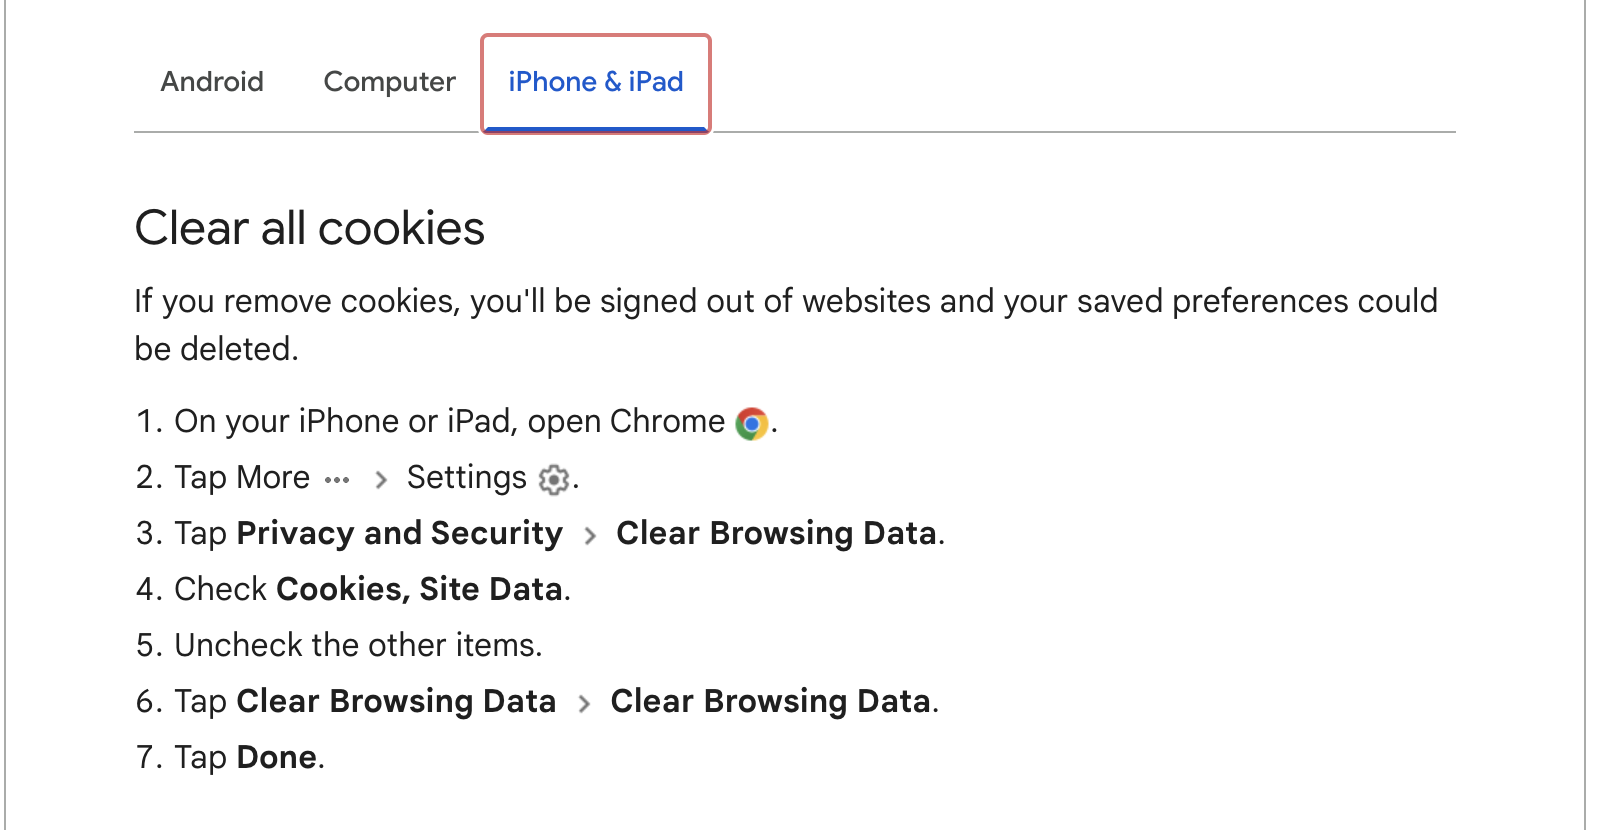 Android Computer iPhone & iPad
Clear all cookies
If you remove cookies, you'll be signed out of websites and your saved preferences could
be deleted.
1. On your iPhone or iPad, open Chrome .
2. Tap More ··· > Settings .
3. Tap Privacy and Security > Clear Browsing Data.
4. Check Cookies, Site Data.
5. Uncheck the other items.
6. Tap Clear Browsing Data > Clear Browsing Data.
7. Tap Done.